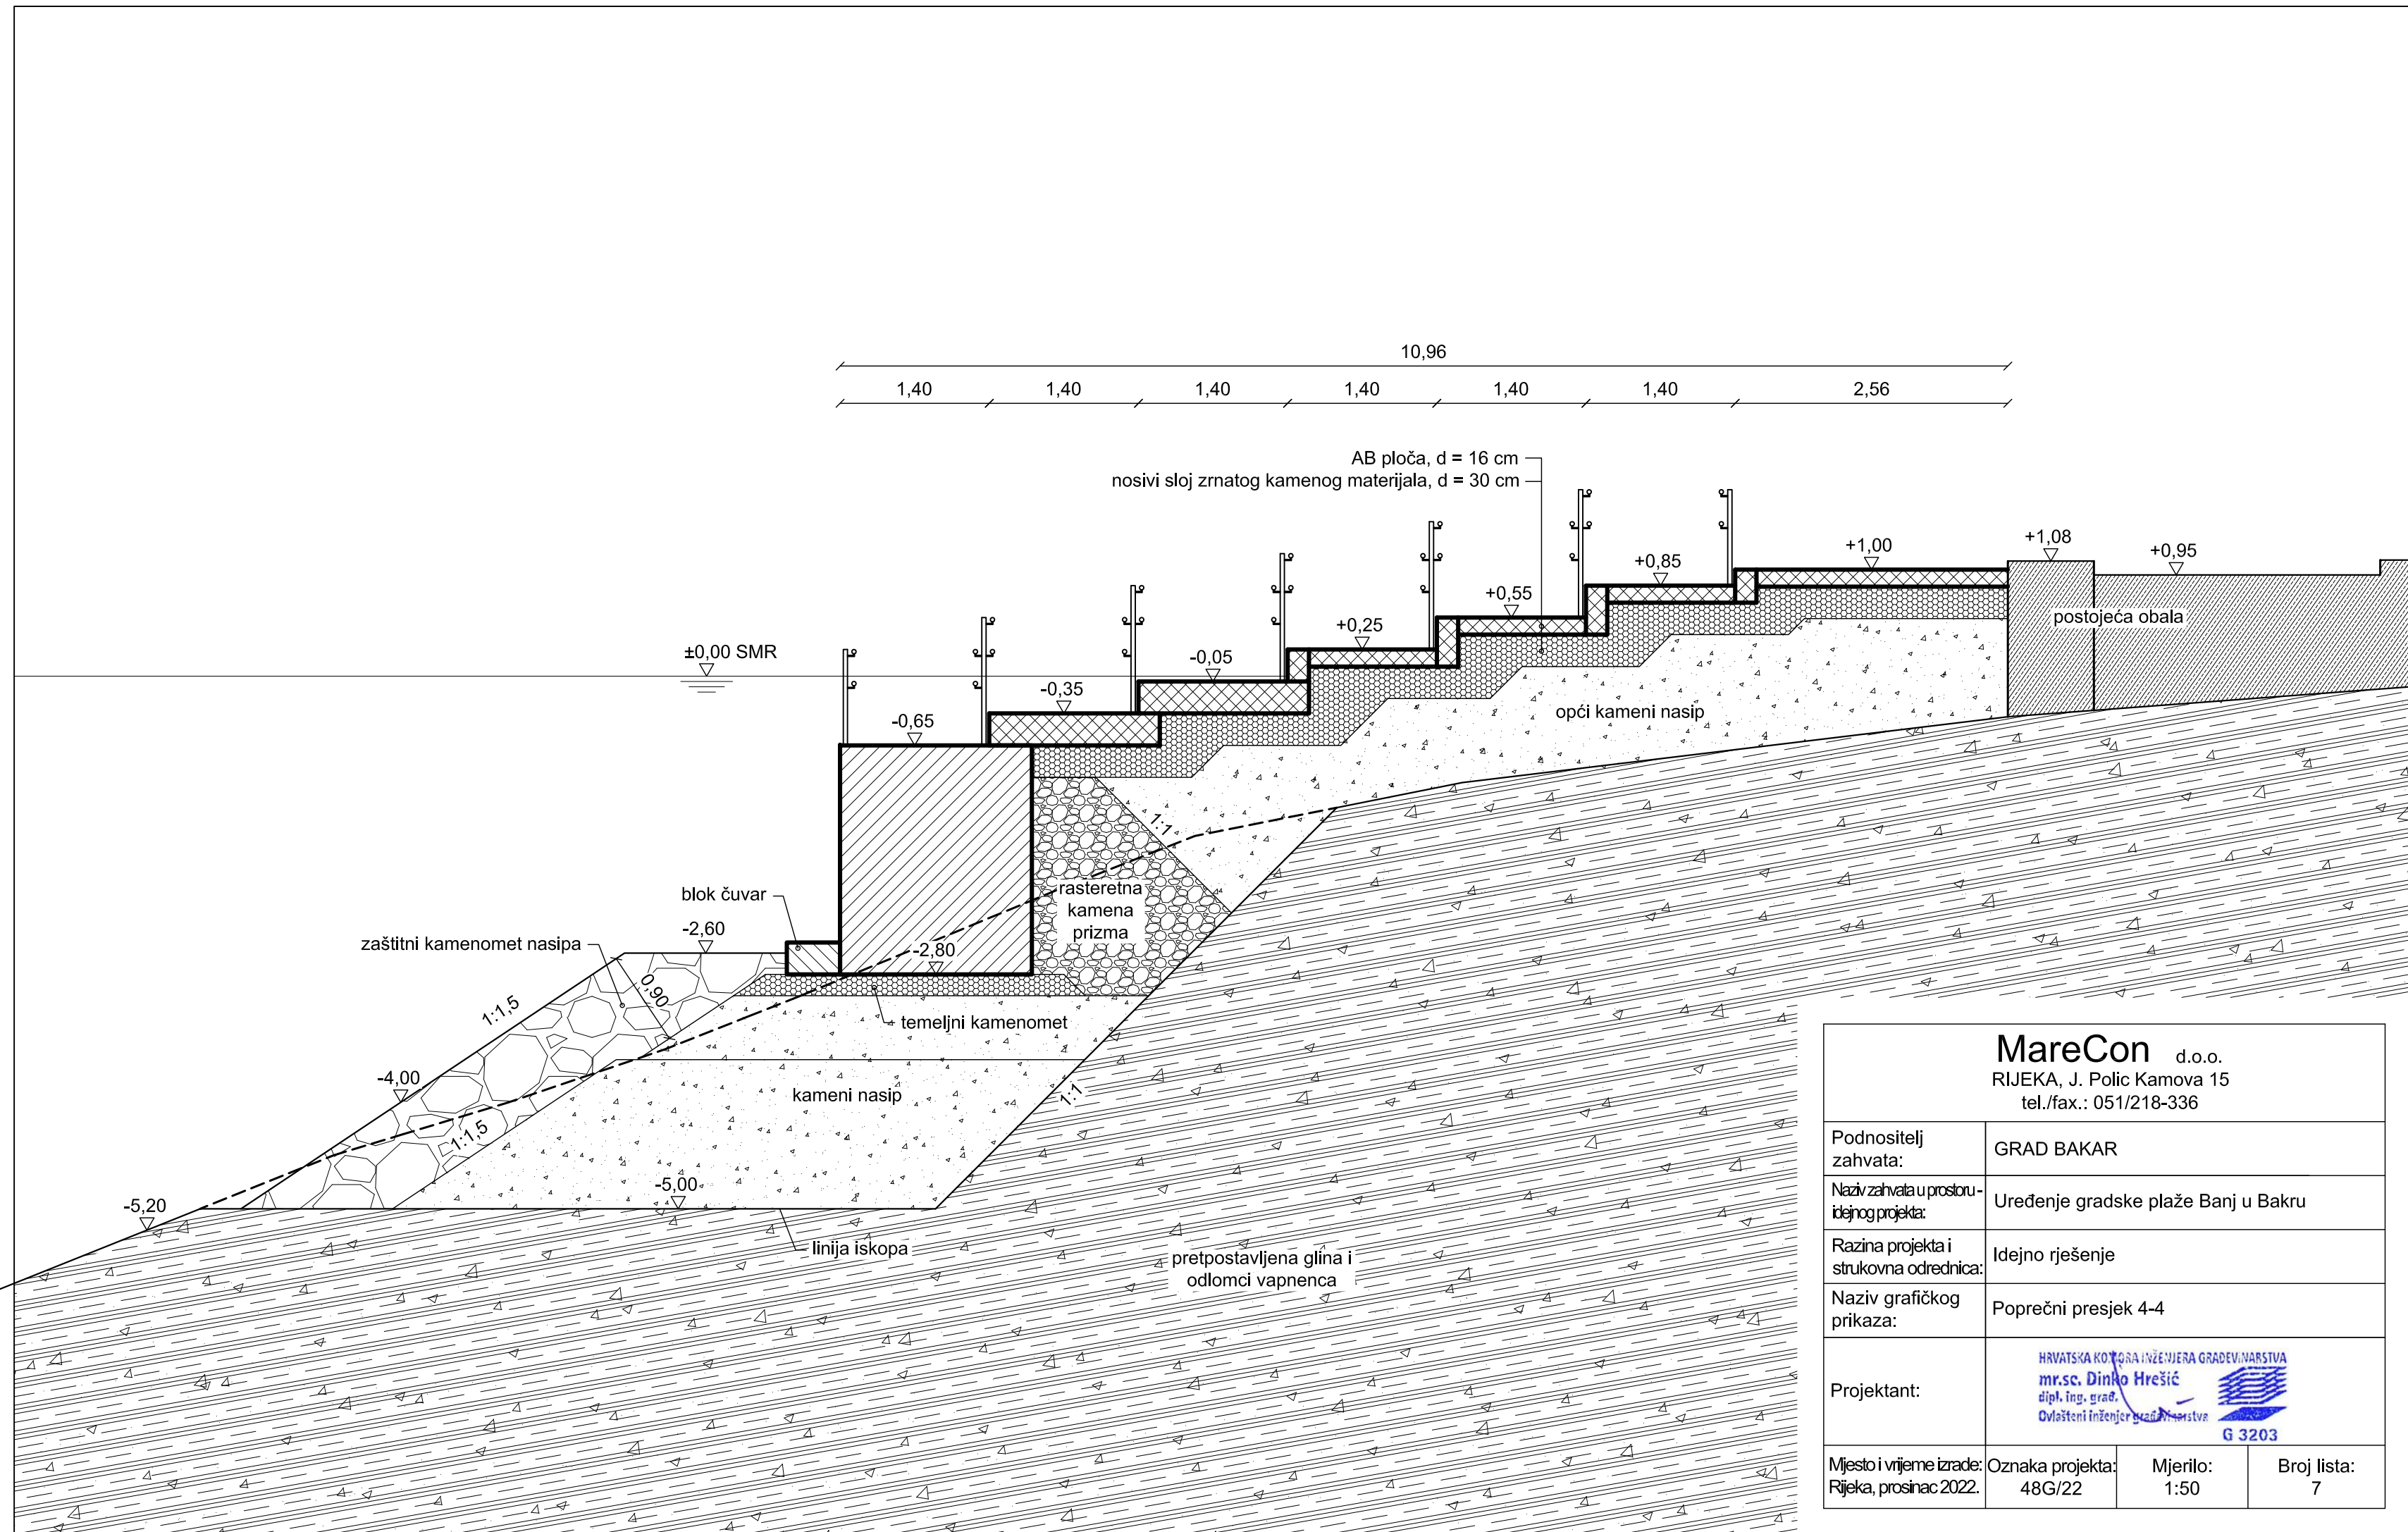 10,96
1,40
1,40
1,40
1,40
1,40
1,40
2,56
AB ploča, d = 16 cm
nosivi sloj zrnatog kamenog materijala, d = 30 cm
±0,00 SMR
-0,65
-0,35
-0,05
+0,25
+0,55
+0,85
+1,00
+1,08
+0,95
postojeća obala
opći kameni nasip
1:1
rasteretna
kamena
prizma
blok čuvar
-2,60
zaštitni kamenomet nasipa
-2,80
0,90
1:1,5
temeljni kamenomet
-4,00
kameni nasip
1:1
1:1,5
-5,00
-5,20
linija iskopa
pretpostavljena glina i
odlomci vapnenca
MareCon d.o.o.
RIJEKA, J. Polic Kamova 15
tel./fax.: 051/218-336
Podnositelj
zahvata:
GRAD BAKAR
Naziv zahvata u prostoru -
idejnog projekta:
Uređenje gradske plaže Banj u Bakru
Razina projekta i
strukovna odrednica:
Idejno rješenje
Naziv grafičkog
prikaza:
Poprečni presjek 4-4
Projektant:
HRVATSKA KOMORA INŽENJERA GRAĐEVINARSTVA
mr.sc. Dinko Hrešić
dipl. ing. građ.
Ovlašteni inženjer građevinarstva
G 3203
Mjesto i vrijeme izrade:
Rijeka, prosinac 2022.
Oznaka projekta:
48G/22
Mjerilo:
1:50
Broj lista:
7